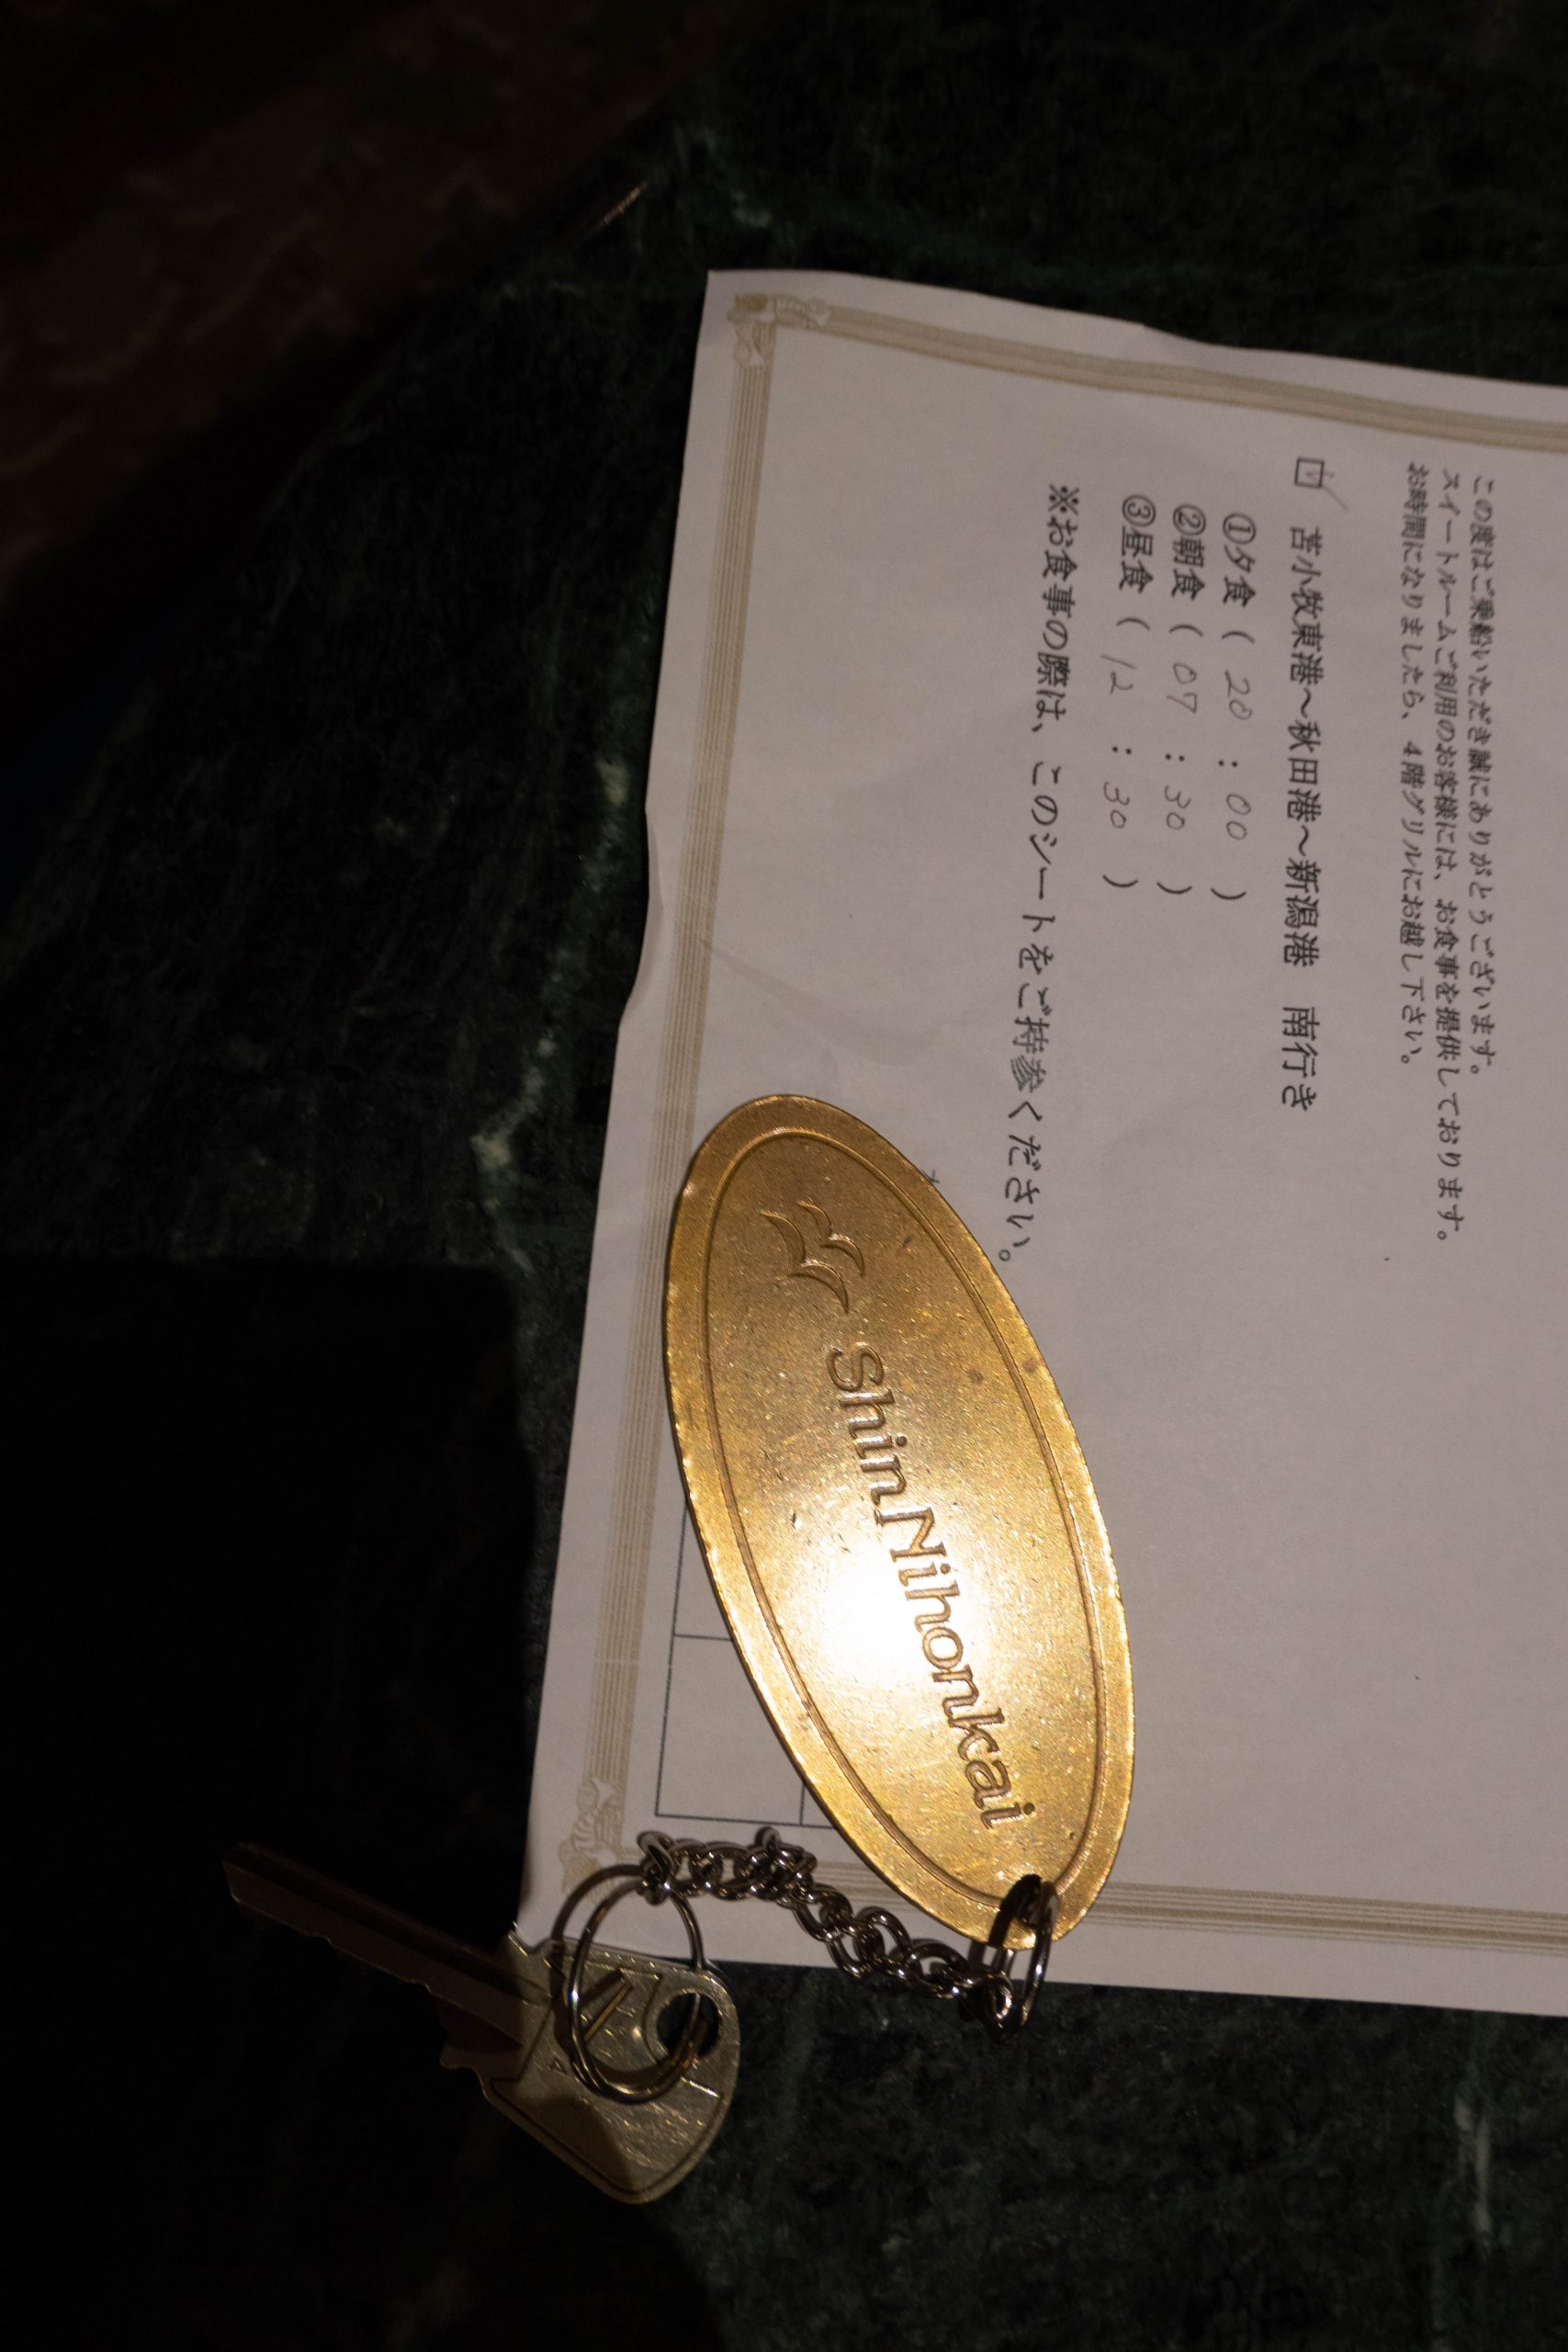 この度はご乗船いただき誠にありがとうございます。
スイートルームご利用のお客様には、お食事を提供しております。
お時間になりましたら、4階グリルにお越し下さい。
☑ 苫小牧東港～秋田港～新潟港 南行き
①夕食 ( 20 : 00 )
②朝食 ( 07 : 30 )
③昼食 ( 12 : 30 )
※お食事の際は、このシートをご持参ください。
Shin Nihonkai